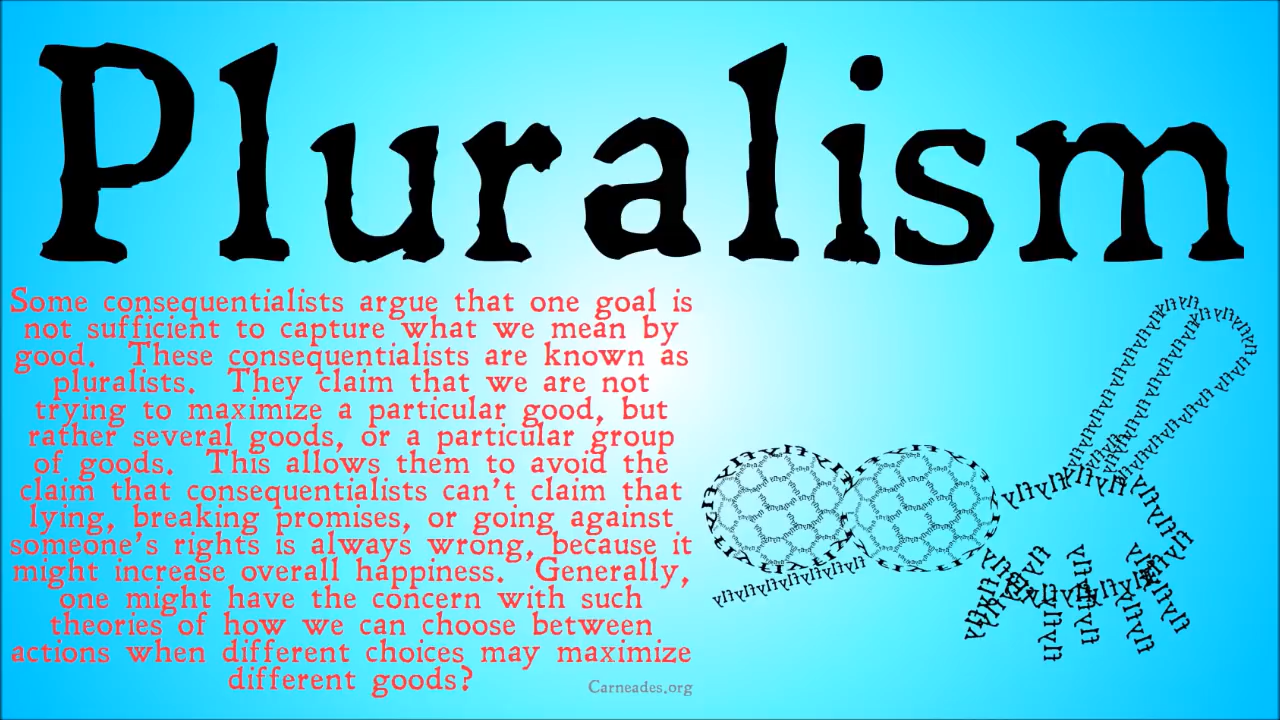 Pluralism
Some consequentialists argue that one goal is
not sufficient to capture what we mean by
good.  These consequentialists are known as
pluralists.  They claim that we are not
trying to maximize a particular good, but
rather several goods, or a particular group
of goods.  This allows them to avoid the
claim that consequentialists can't claim that
lying, breaking promises, or going against
someone's rights is always wrong, because it
might increase overall happiness.  Generally,
one might have the concern with such
theories of how we can choose between
actions when different choices may maximize
different goods?
Carneades.org